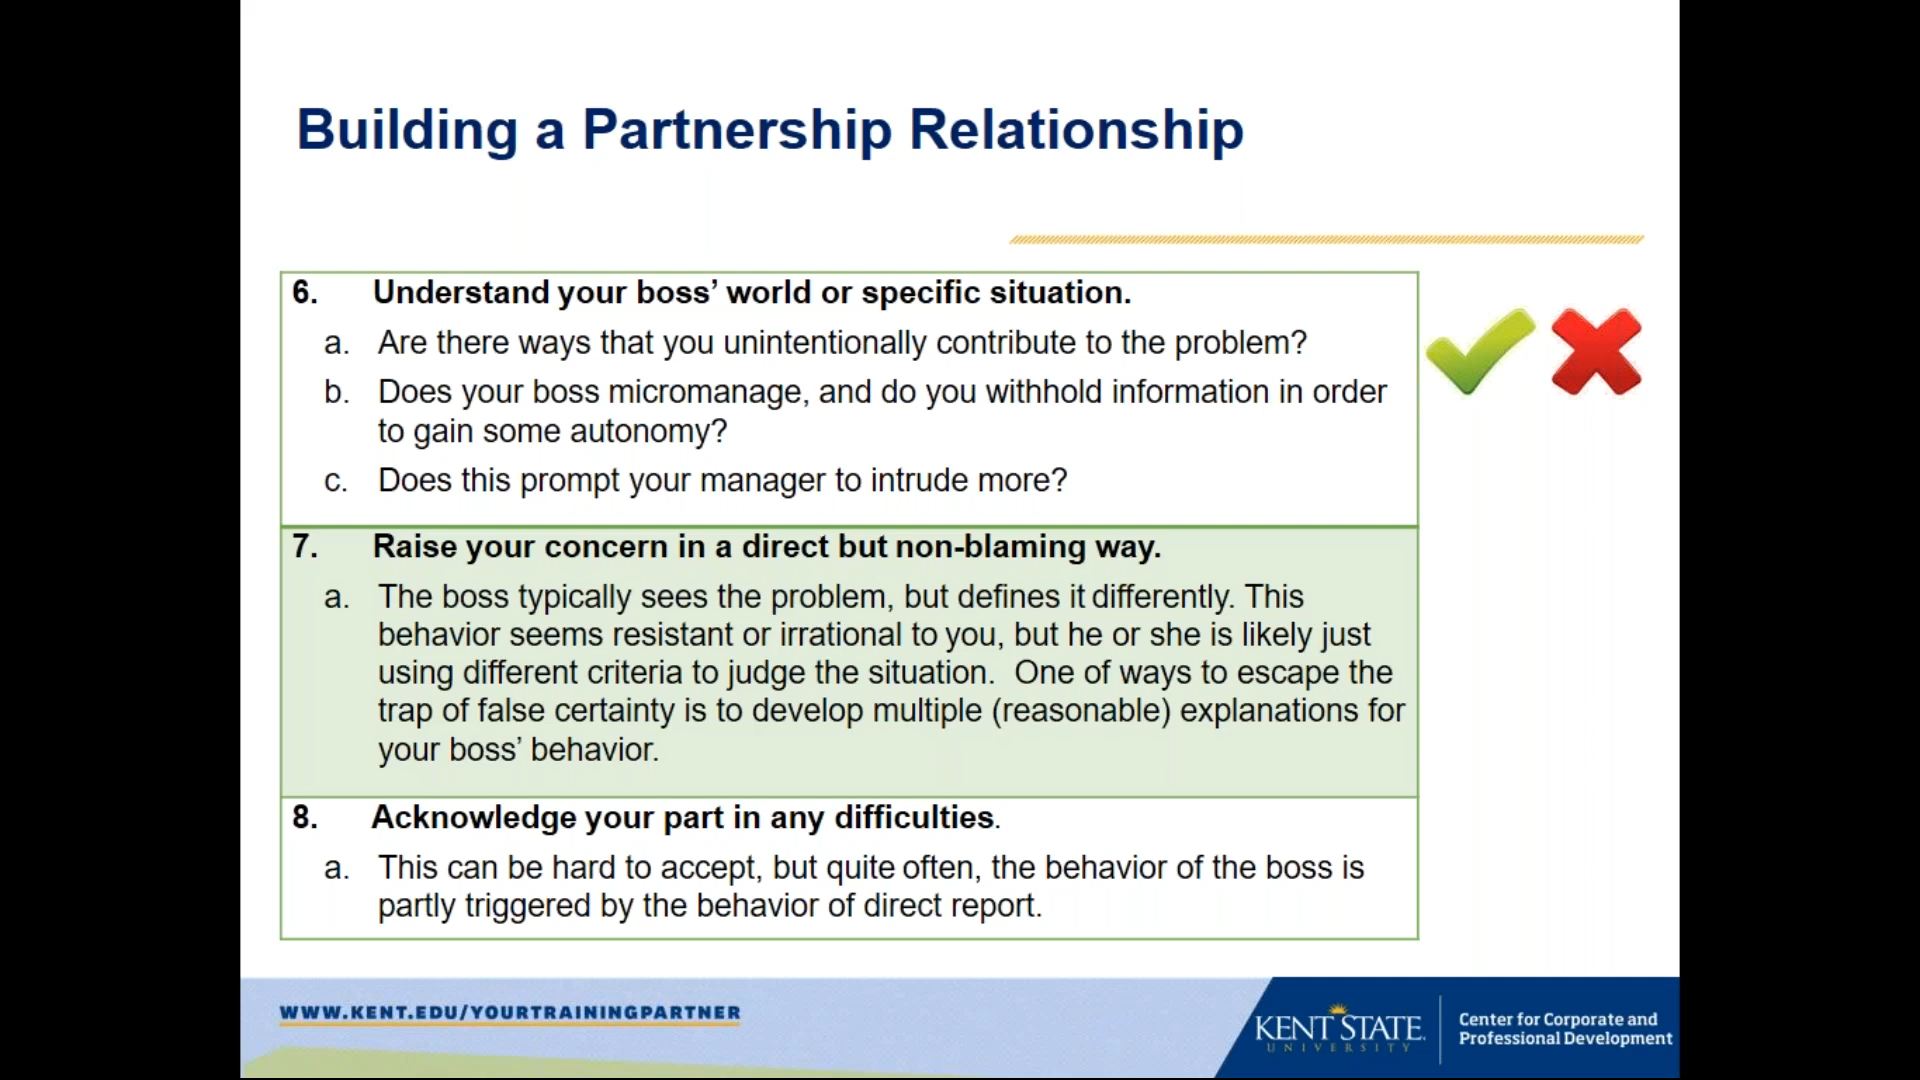 Building a Partnership Relationship
6. Understand your boss’ world or specific situation.
a. Are there ways that you unintentionally contribute to the problem?
b. Does your boss micromanage, and do you withhold information in order
to gain some autonomy?
c. Does this prompt your manager to intrude more?
7. Raise your concern in a direct but non-blaming way.
a. The boss typically sees the problem, but defines it differently. This
behavior seems resistant or irrational to you, but he or she is likely just
using different criteria to judge the situation. One of ways to escape the
trap of false certainty is to develop multiple (reasonable) explanations for
your boss’ behavior.
8. Acknowledge your part in any difficulties.
a. This can be hard to accept, but quite often, the behavior of the boss is
partly triggered by the behavior of direct report.
WWW.KENT.EDU/YOURTRAININGPARTNER
KENT STATE
UNIVERSITY
Center for Corporate and
Professional Development